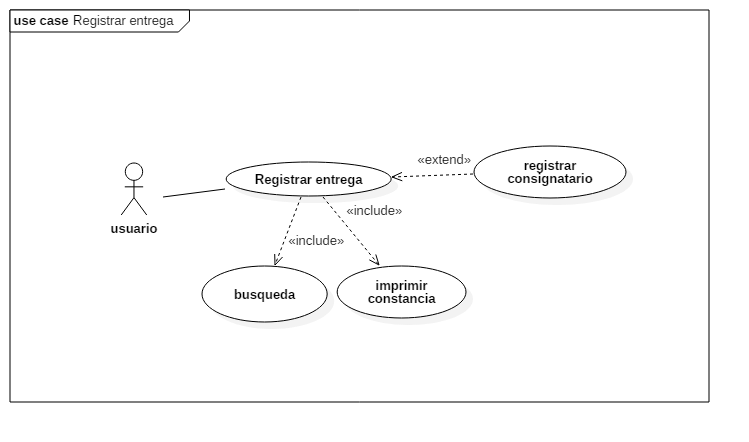 use case Registrar entrega
«extend»
registrar
consignatario
Registrar entrega
«include»
usuario
«include»
busqueda
imprimir
constancia